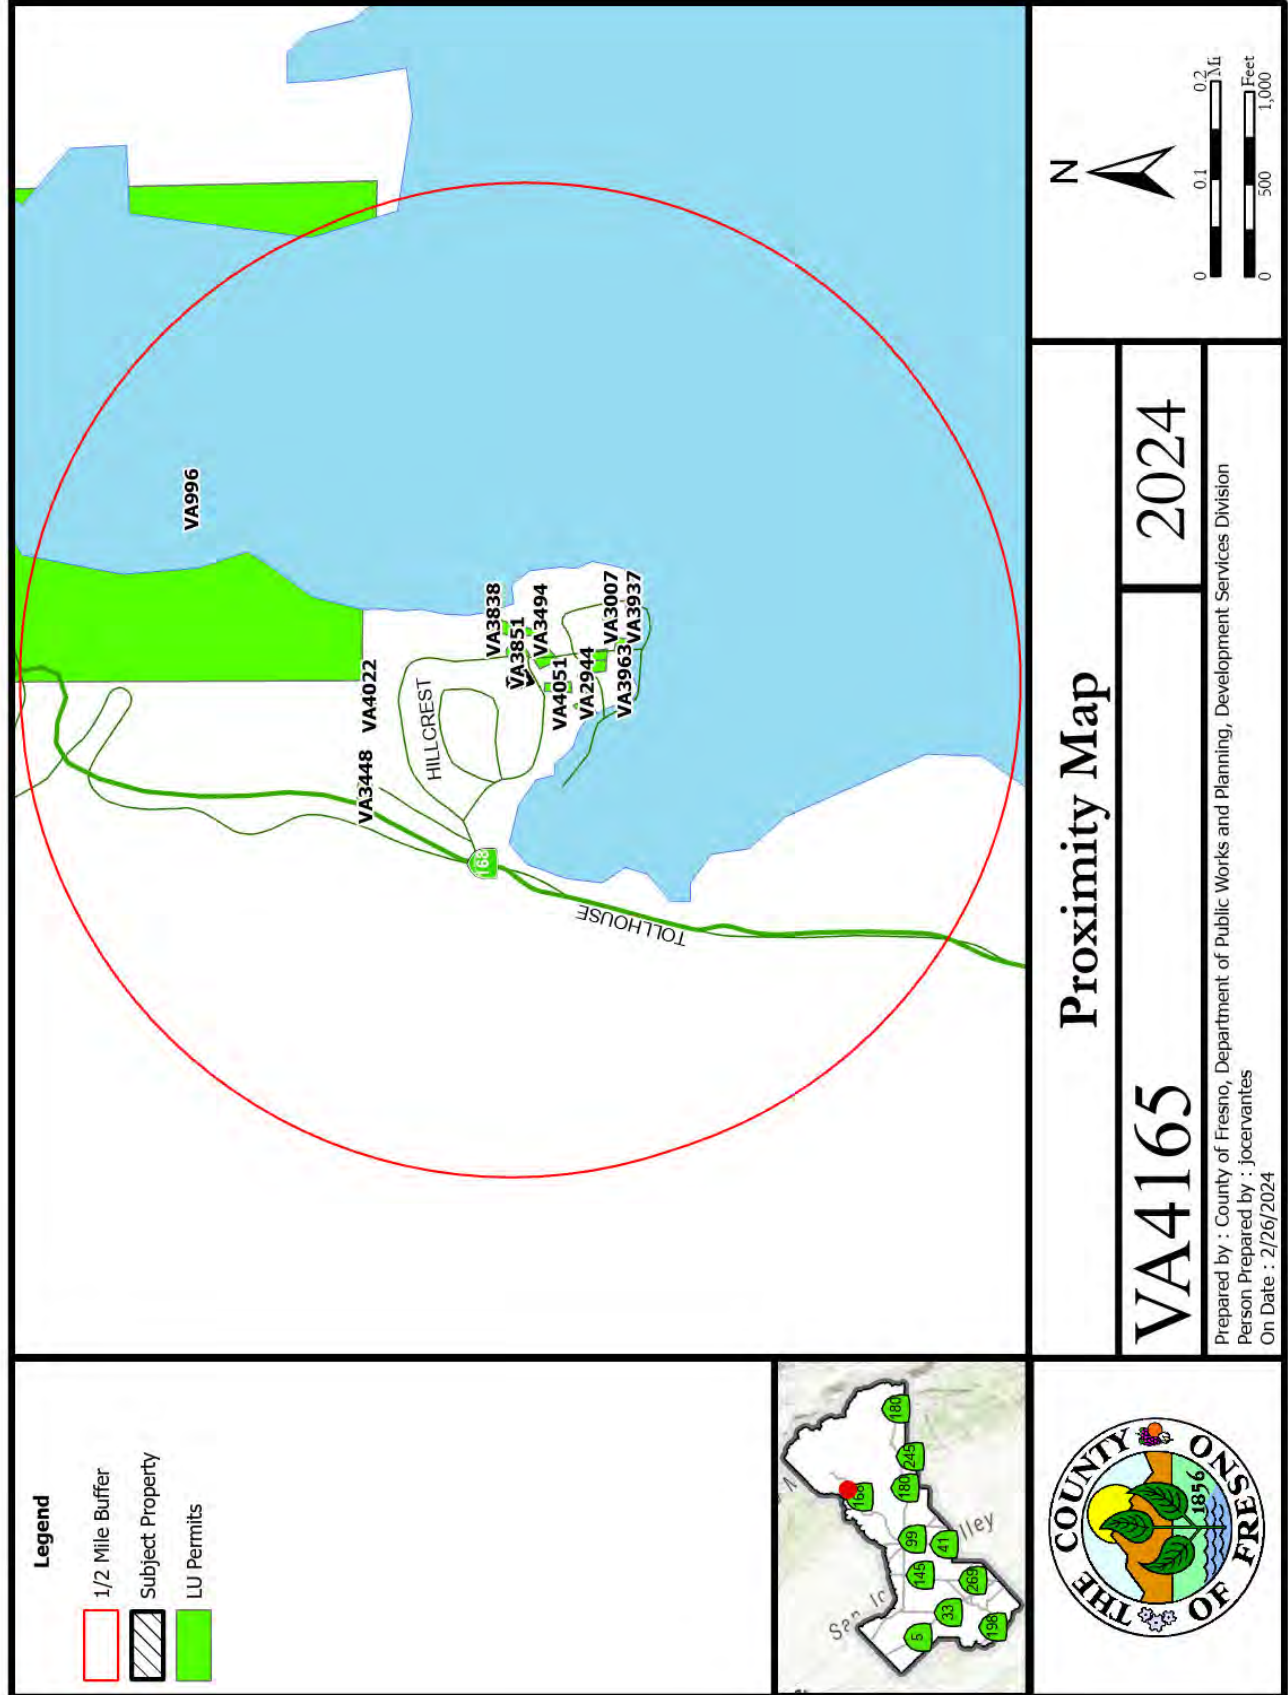 Legend
1/2 Mile Buffer
Subject Property
LU Permits
VA996
VA4022
VA3448
HILLCREST
VA3838
VA3851
VA3494
VA4051
VA2944
VA3007
VA3937
VA3963
168
TOLLHOUSE
168
180
245
180
99
41
145
269
33
5
198
lley
THE COUNTY OF FRESNO
1856
Proximity Map
VA4165
2024
Prepared by : County of Fresno, Department of Public Works and Planning, Development Services Division
Person Prepared by : jocervantes
On Date : 2/26/2024
N
0 0.1 0.2
Mi
Feet
0 500 1,000